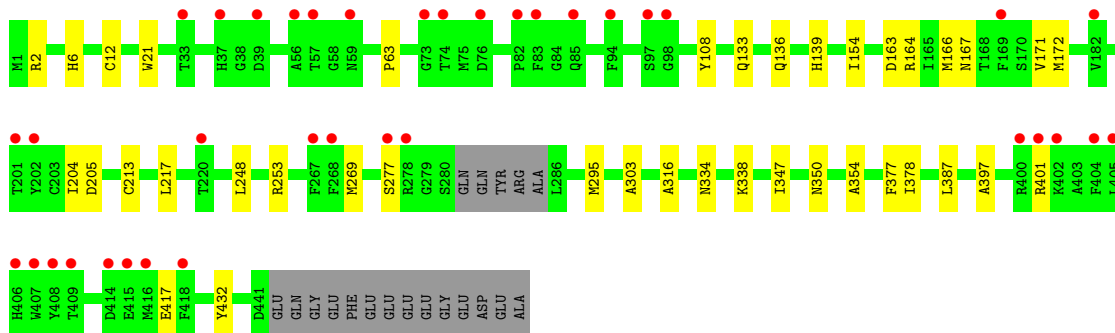 M1 R2 H6 C12 W21 T33 H37 G38 D39 A56 T57 G58 N59 P63 G73 T74 M75 D76 P82 F83 G84 Q85 F94 S97 G98 Y108 Q133 Q136 H139 I154 D163 R164 I165 M166 N167 T168 F169 S170 V171 M172 V182
T201 Y202 C203 I204 D205 C213 L217 T220 L248 R253 F267 F268 M269 S277 R278 G279 S280 GLN GLN TYR ARG ALA L286 M295 A303 A316 N334 K338 I347 N350 A354 F377 I378 L387 A397 R400 R401 K402 A403 F404 L405
H406 W407 Y408 T409 D414 E415 M416 E417 F418 Y432 D441 GLU GLN GLY GLU PHE GLU GLU GLU GLU GLY GLU ASP GLU ALA